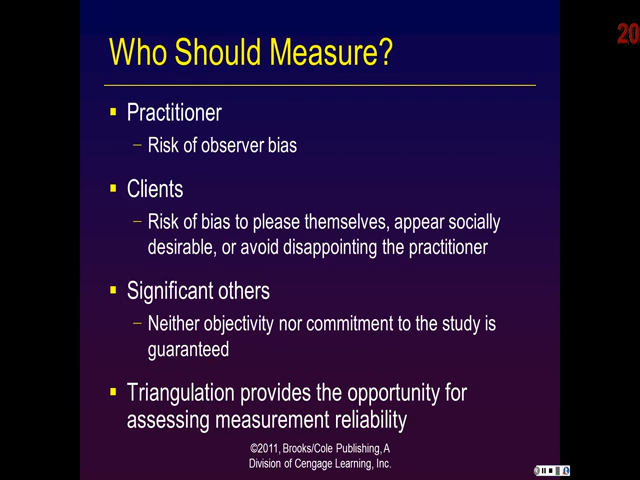 20
Who Should Measure?
▪ Practitioner
– Risk of observer bias
▪ Clients
– Risk of bias to please themselves, appear socially
desirable, or avoid disappointing the practitioner
▪ Significant others
– Neither objectivity nor commitment to the study is
guaranteed
▪ Triangulation provides the opportunity for
assessing measurement reliability
©2011, Brooks/Cole Publishing, A
Division of Cengage Learning, Inc.